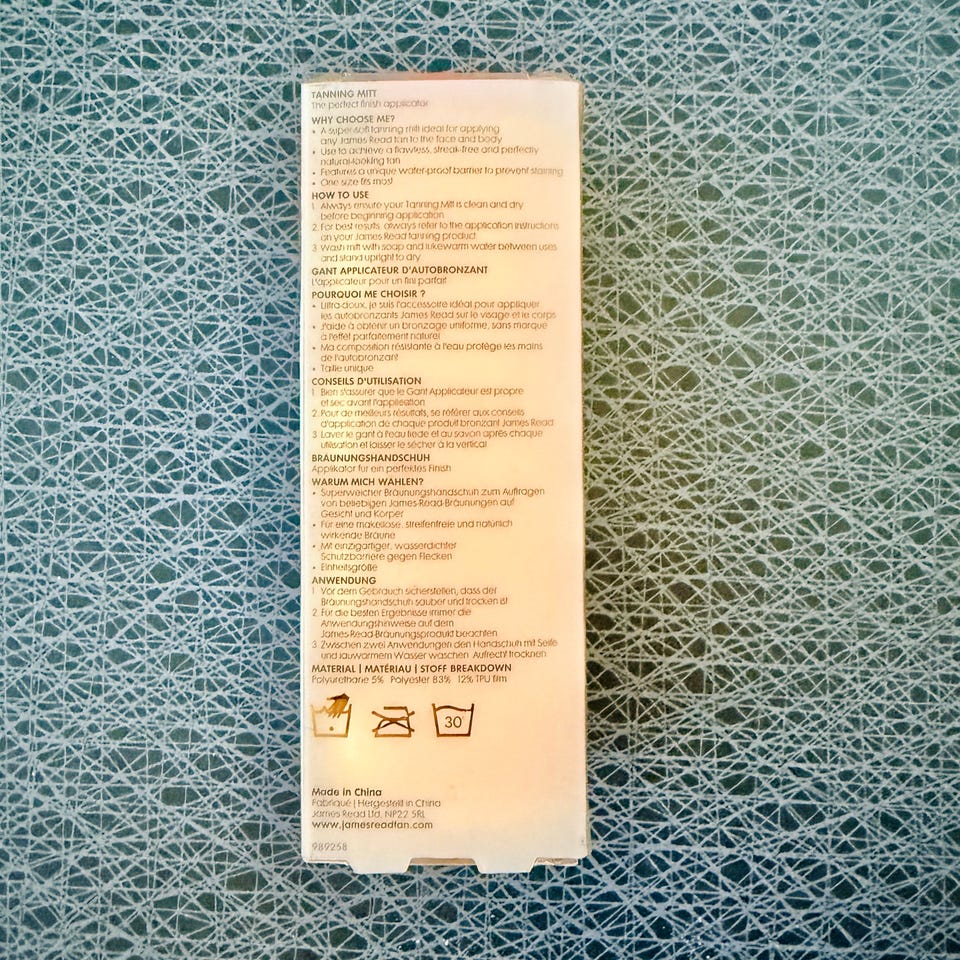 TANNING MITT
The perfect finish applicator
WHY CHOOSE ME?
• A super-soft tanning mitt ideal for applying
any James Read tan to the face and body
• Use to achieve a flawless, streak-free and perfectly
natural-looking tan
• Features a unique water-proof barrier to prevent staining
• One size fits most
HOW TO USE
1. Always ensure your Tanning Mitt is clean and dry
before beginning application
2. For best results, always refer to the application instructions
on your James Read tanning product
3. Wash mitt with soap and lukewarm water between uses
and stand upright to dry
GANT APPLICATEUR D'AUTOBRONZANT
L'applicateur pour un fini parfait
POURQUOI ME CHOISIR ?
• Ultra-doux, je suis l'accessoire idéal pour appliquer
les autobronzants James Read sur le visage et le corps
• J'aide à obtenir un bronzage uniforme, sans marque
à l'effet parfaitement naturel
• Ma composition résistante à l'eau protège les mains
de l'autobronzant
• Taille unique
CONSEILS D'UTILISATION
1. Bien s'assurer que le Gant Applicateur est propre
et sec avant l'application
2. Pour de meilleurs résultats, se référer aux conseils
d'application de chaque produit bronzant James Read
3. Laver le gant à l'eau tiède et au savon après chaque
utilisation et laisser le sécher à la vertical
BRÄUNUNGSHANDSCHUH
Applikator für ein perfektes Finish
WARUM MICH WÄHLEN?
• Superweicher Bräunungshandschuh zum Auftragen
von beliebigen James-Read-Bräunungen auf
Gesicht und Körper
• Für eine makellose, streifenfreie und natürlich
wirkende Bräune
• Mit einzigartiger, wasserdichter
Schutzbarriere gegen Flecken
• Einheitsgröße
ANWENDUNG
1. Vor dem Gebrauch sicherstellen, dass der
Bräunungshandschuh sauber und trocken ist
2. Für die besten Ergebnisse immer die
Anwendungshinweise auf dem
James-Read-Bräunungsprodukt beachten
3. Zwischen zwei Anwendungen den Handschuh mit Seife
und lauwarmem Wasser waschen. Aufrecht trocknen
MATERIAL | MATÉRIAU | STOFF BREAKDOWN
Polyurethane 5% Polyester 83% 12% TPU film
30°
Made in China
Fabriqué | Hergestellt in China
James Read Ltd, NP22 5RL
www.jamesreadtan.com
989258